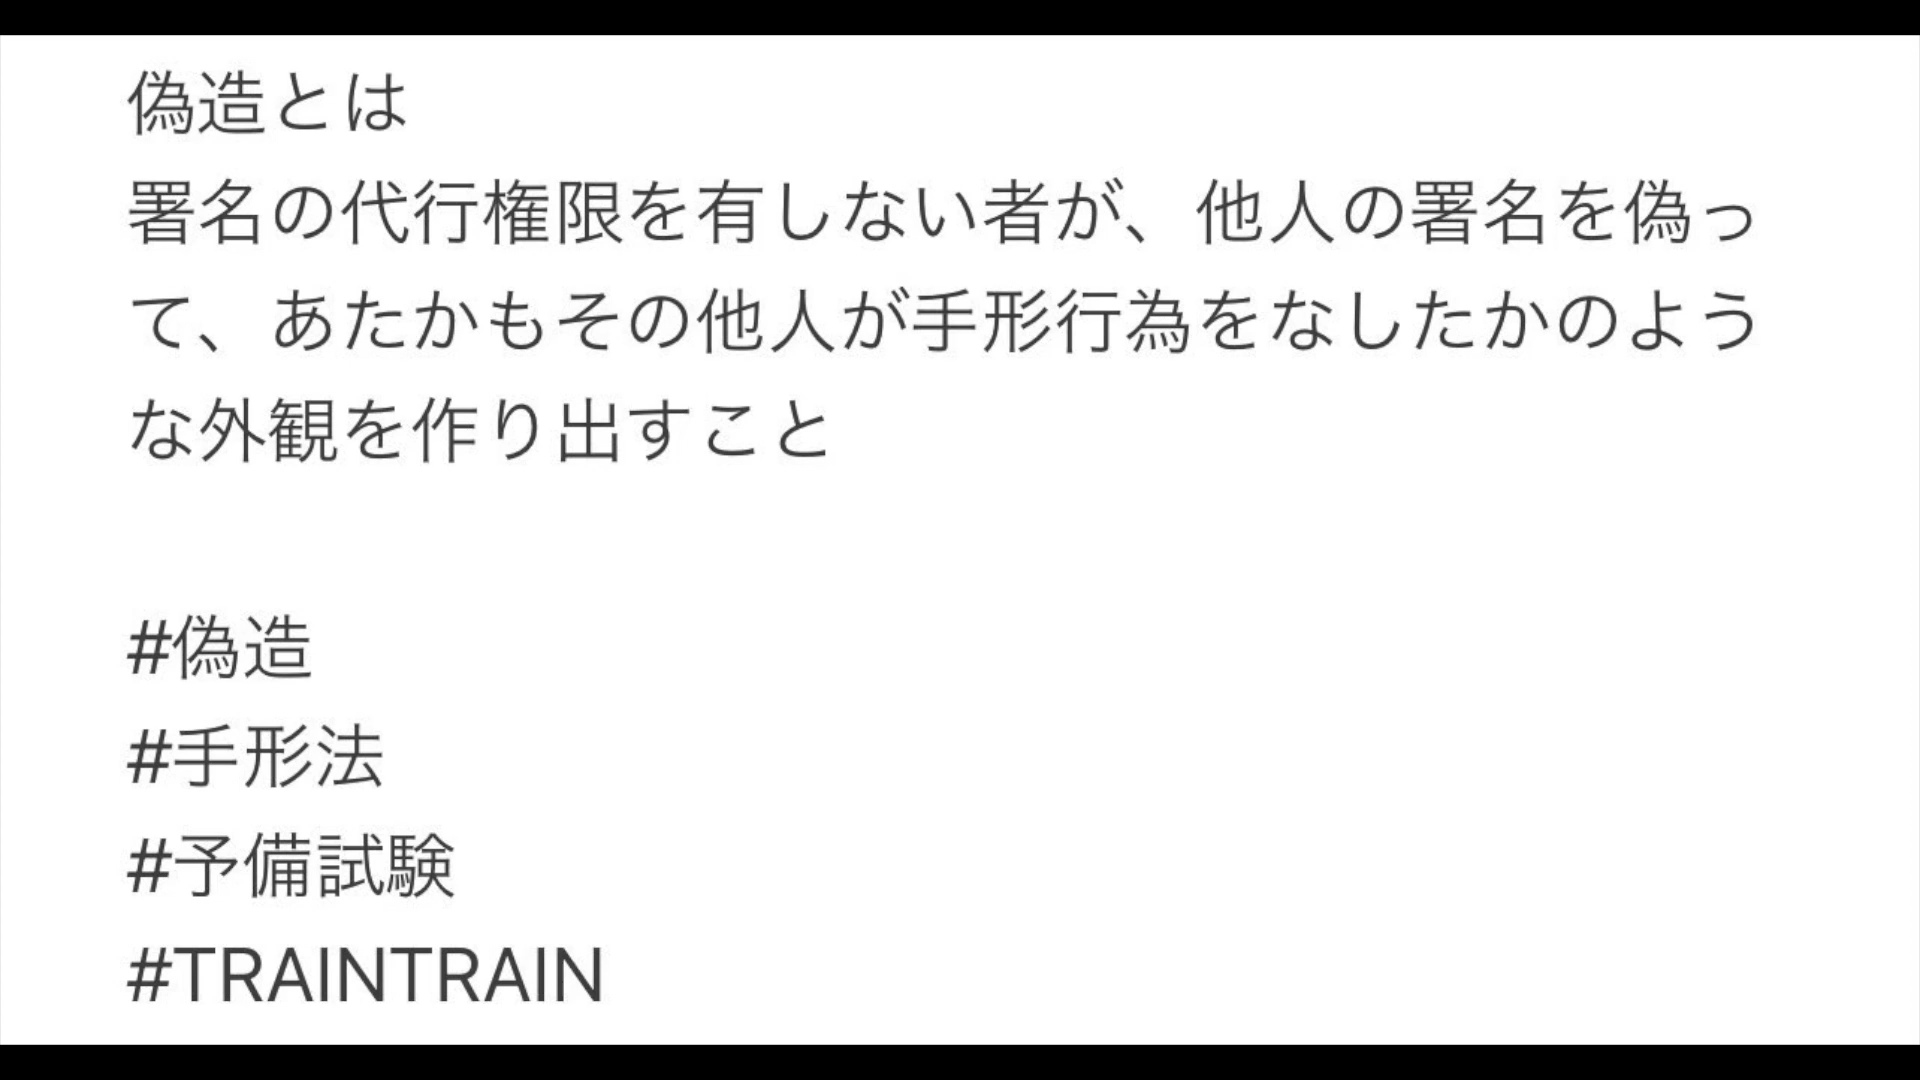 偽造とは
署名の代行権限を有しない者が、他人の署名を偽っ
て、あたかもその他人が手形行為をなしたかのよう
な外観を作り出すこと
#偽造
#手形法
#予備試験
#TRAINTRAIN